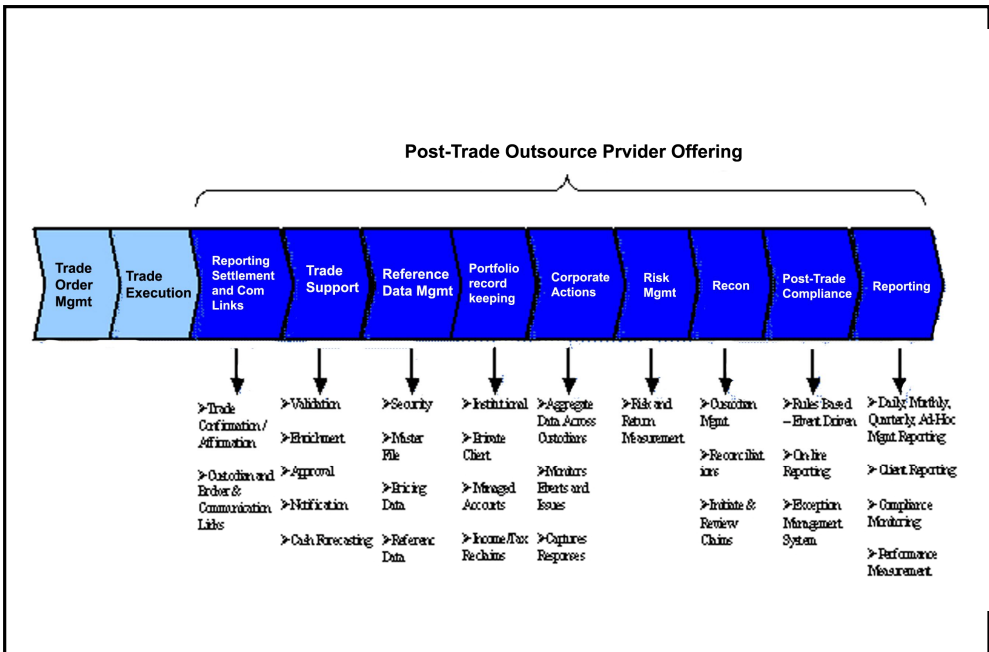 Post-Trade Outsource Prvider Offering
Trade
Order
Mgmt
Trade
Execution
Reporting
Settlement
and Com
Links
Trade
Support
Reference
Data Mgmt
Portfolio
record
keeping
Corporate
Actions
Risk
Mgmt
Recon
Post-Trade
Compliance
Reporting
➢Trade
Confirmation /
Affirmation
➢Custodian and
Broker &
Communication
Links
➢Validation
➢Enrichment
➢Approval
➢Notification
➢Cash Forecasting
➢Security
➢Master
File
➢Pricing
Data
➢Referenc
Data
➢Institutional
➢Private
Client
➢Managed
Accounts
➢Income/Tax
Reclaims
➢Aggregate
Data Across
Custodians
➢Monitors
Events and
Issues
➢Captures
Responses
➢Risk and
Return
Measurement
➢Custodian
Mgmt
➢Reconciliat
ions
➢Initiate &
Review
Claims
➢Rules Based
– Event Driven
➢On-line
Reporting
➢Exception
Management
System
➢Daily, Monthly,
Quarterly, Ad-Hoc
Mgmt Reporting
➢Client Reporting
➢Compliance
Monitoring
➢Performance
Measurement